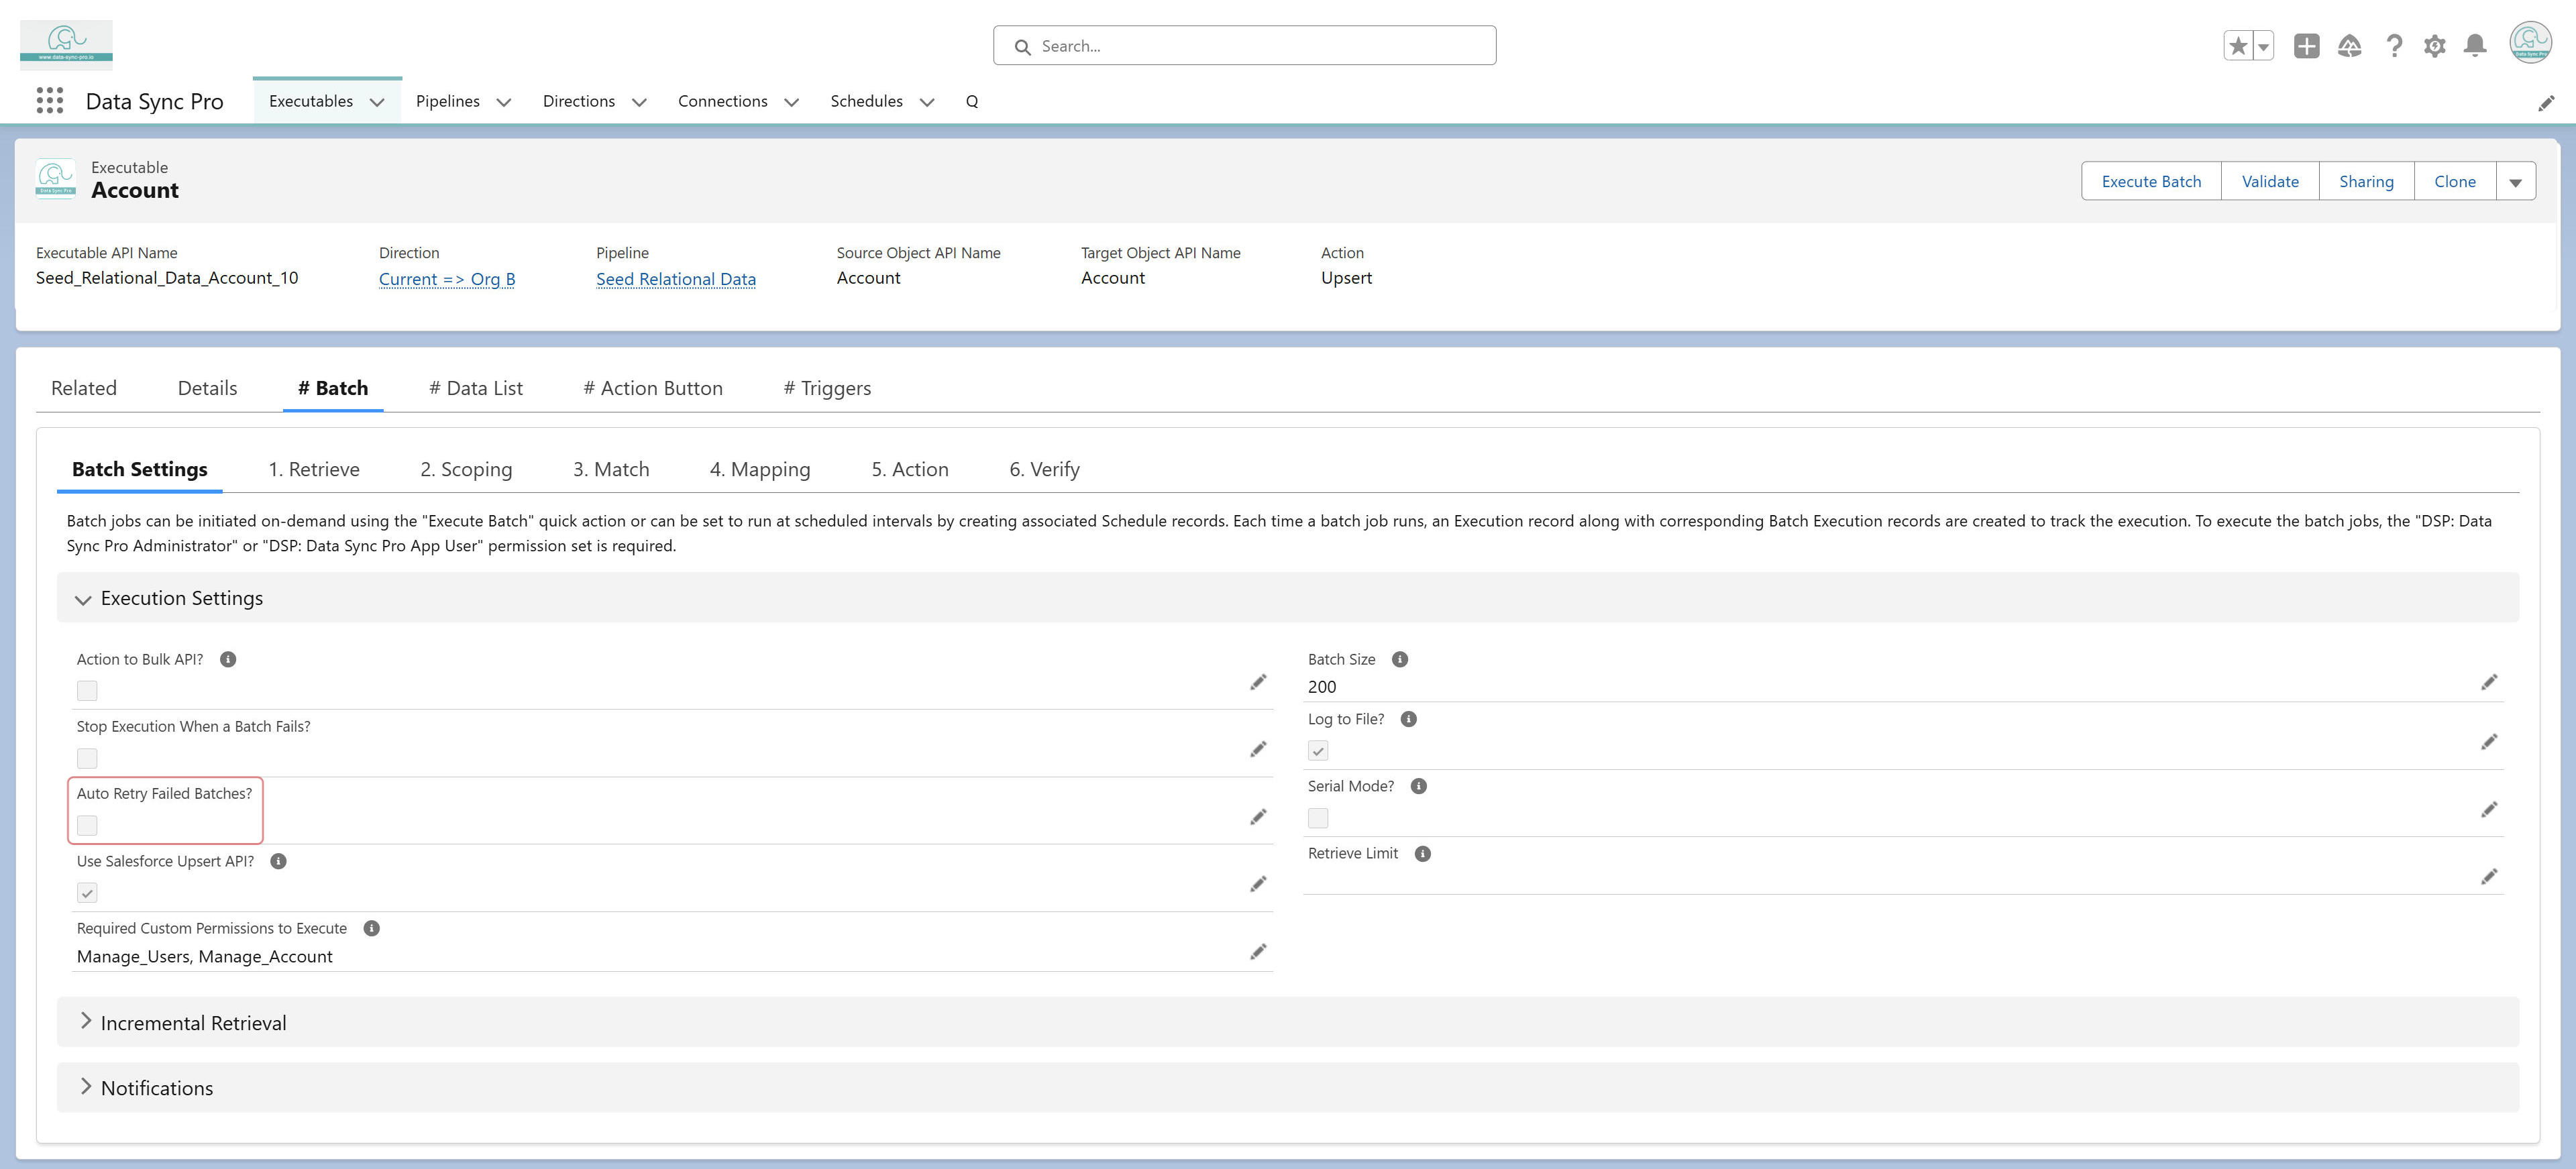 www.data-sync-pro.io
Search...
Data Sync Pro
Executables
Pipelines
Directions
Connections
Schedules
Q
Data Sync Pro
Executable
Account
Execute Batch
Validate
Sharing
Clone
Executable API Name
Direction
Pipeline
Source Object API Name
Target Object API Name
Action
Seed_Relational_Data_Account_10
Current => Org B
Seed Relational Data
Account
Account
Upsert
Related
Details
# Batch
# Data List
# Action Button
# Triggers
Batch Settings
1. Retrieve
2. Scoping
3. Match
4. Mapping
5. Action
6. Verify
Batch jobs can be initiated on-demand using the "Execute Batch" quick action or can be set to run at scheduled intervals by creating associated Schedule records. Each time a batch job runs, an Execution record along with corresponding Batch Execution records are created to track the execution. To execute the batch jobs, the "DSP: Data
Sync Pro Administrator" or "DSP: Data Sync Pro App User" permission set is required.
Execution Settings
Action to Bulk API?
Batch Size
200
Stop Execution When a Batch Fails?
Log to File?
Auto Retry Failed Batches?
Serial Mode?
Use Salesforce Upsert API?
Retrieve Limit
Required Custom Permissions to Execute
Manage_Users, Manage_Account
Incremental Retrieval
Notifications